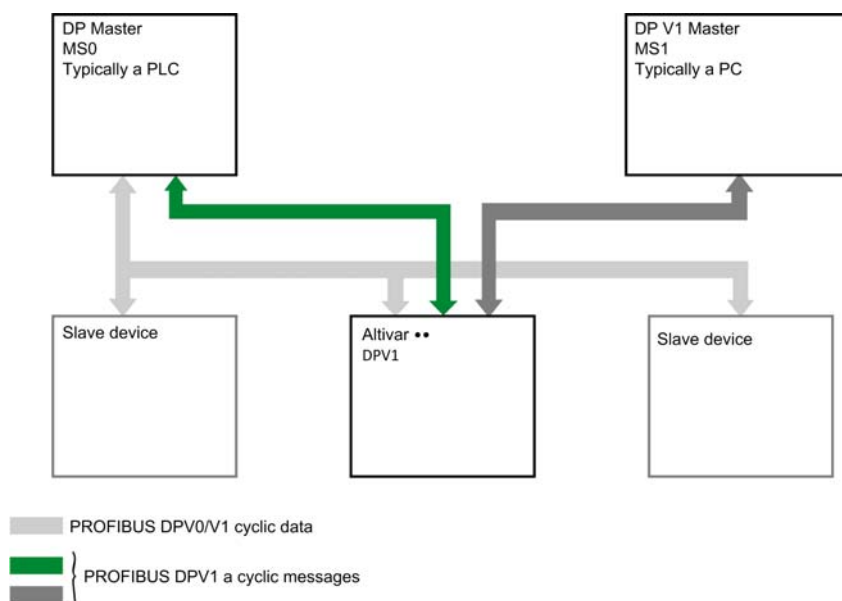 DP Master
MS0
Typically a PLC
DP V1 Master
MS1
Typically a PC
Slave device
Altivar ••
DPV1
Slave device
PROFIBUS DPV0/V1 cyclic data
PROFIBUS DPV1 a cyclic messages